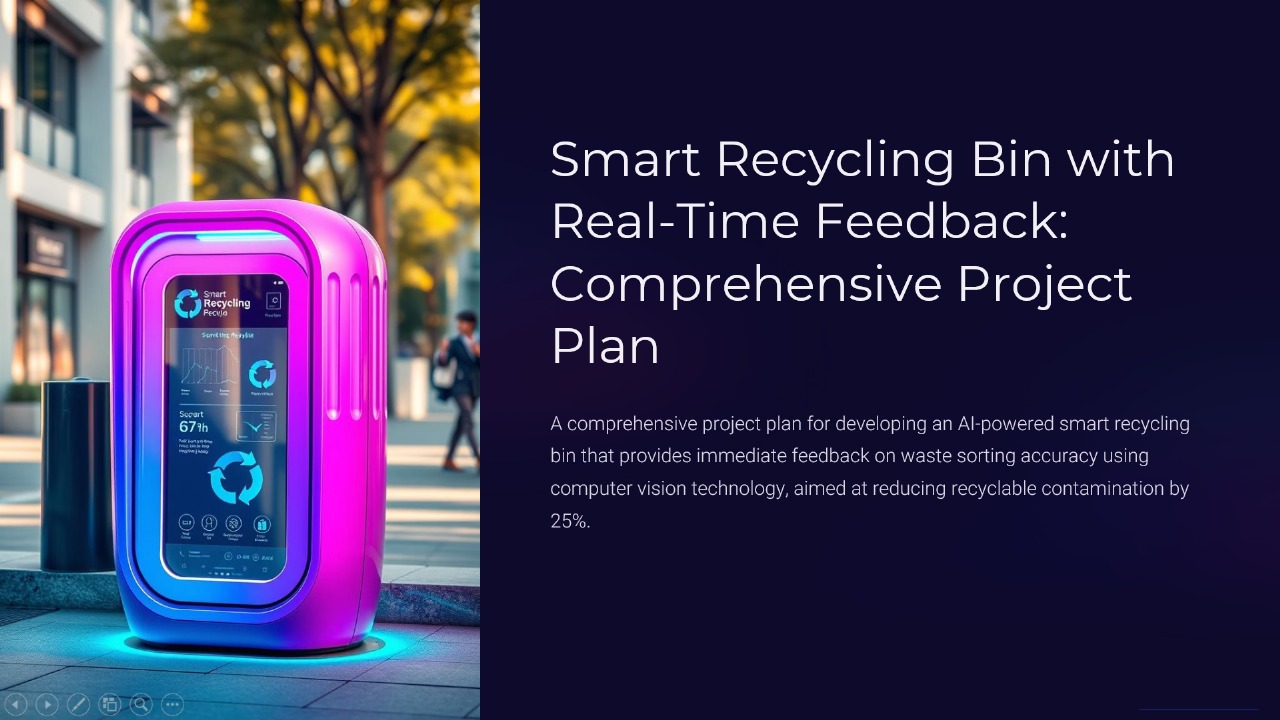 Smart Recycling Bin with
Real-Time Feedback:
Comprehensive Project
Plan
A comprehensive project plan for developing an AI-powered smart recycling
bin that provides immediate feedback on waste sorting accuracy using
computer vision technology, aimed at reducing recyclable contamination by
25%.
Smart
Recycling